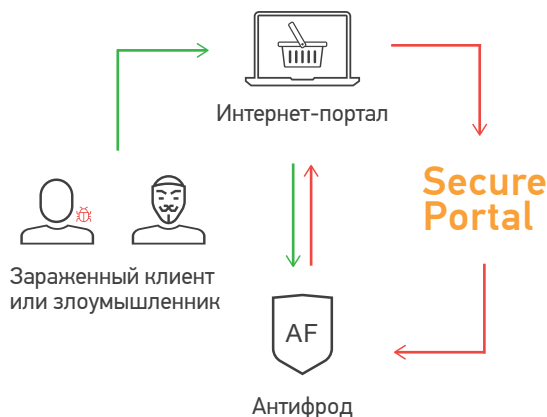 Интернет-портал
Secure
Portal
Зараженный клиент
или злоумышленник
AF
Антифрод